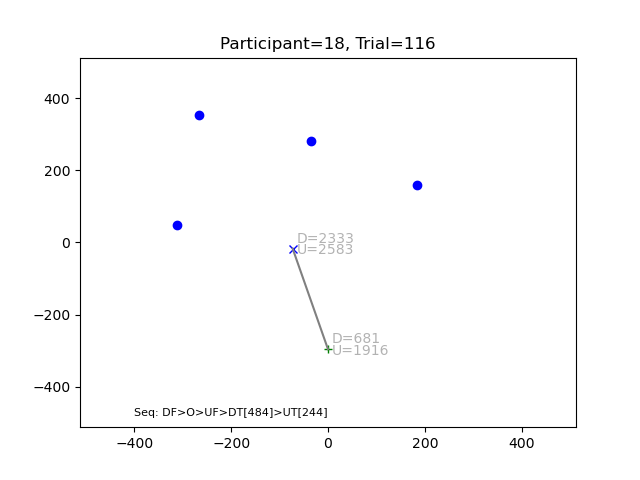 Participant=18, Trial=116
400
200
0
−200
−400
D=2333
U=2583
D=681
U=1916
Seq: DF>O>UF>DT[484]>UT[244]
−400
−200
0
200
400